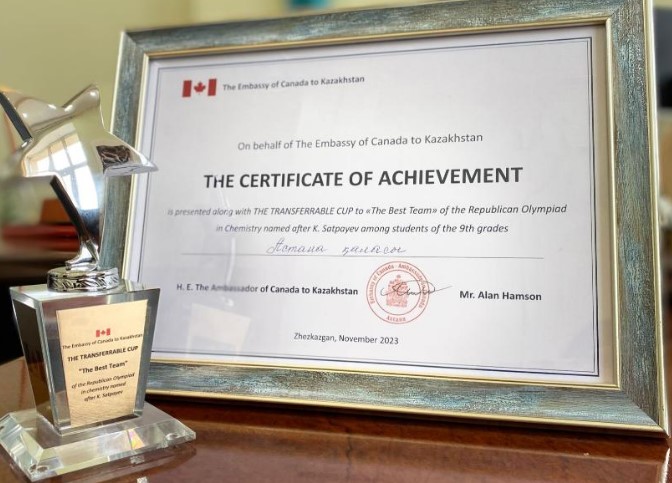 The Embassy of Canada to Kazakhstan
On behalf of The Embassy of Canada to Kazakhstan
THE CERTIFICATE OF ACHIEVEMENT
is presented along with THE TRANSFERRABLE CUP to «The Best Team» of the Republican Olympiad
in Chemistry named after K. Satpayev among students of the 9th grades
Астана қаласы
H. E. The Ambassador of Canada to Kazakhstan
Mr. Alan Hamson
Zhezkazgan, November 2023
The Embassy of Canada to Kazakhstan
THE TRANSFERRABLE CUP
"The Best Team"
of the Republican Olympiad
in chemistry named
after K. Satpayev